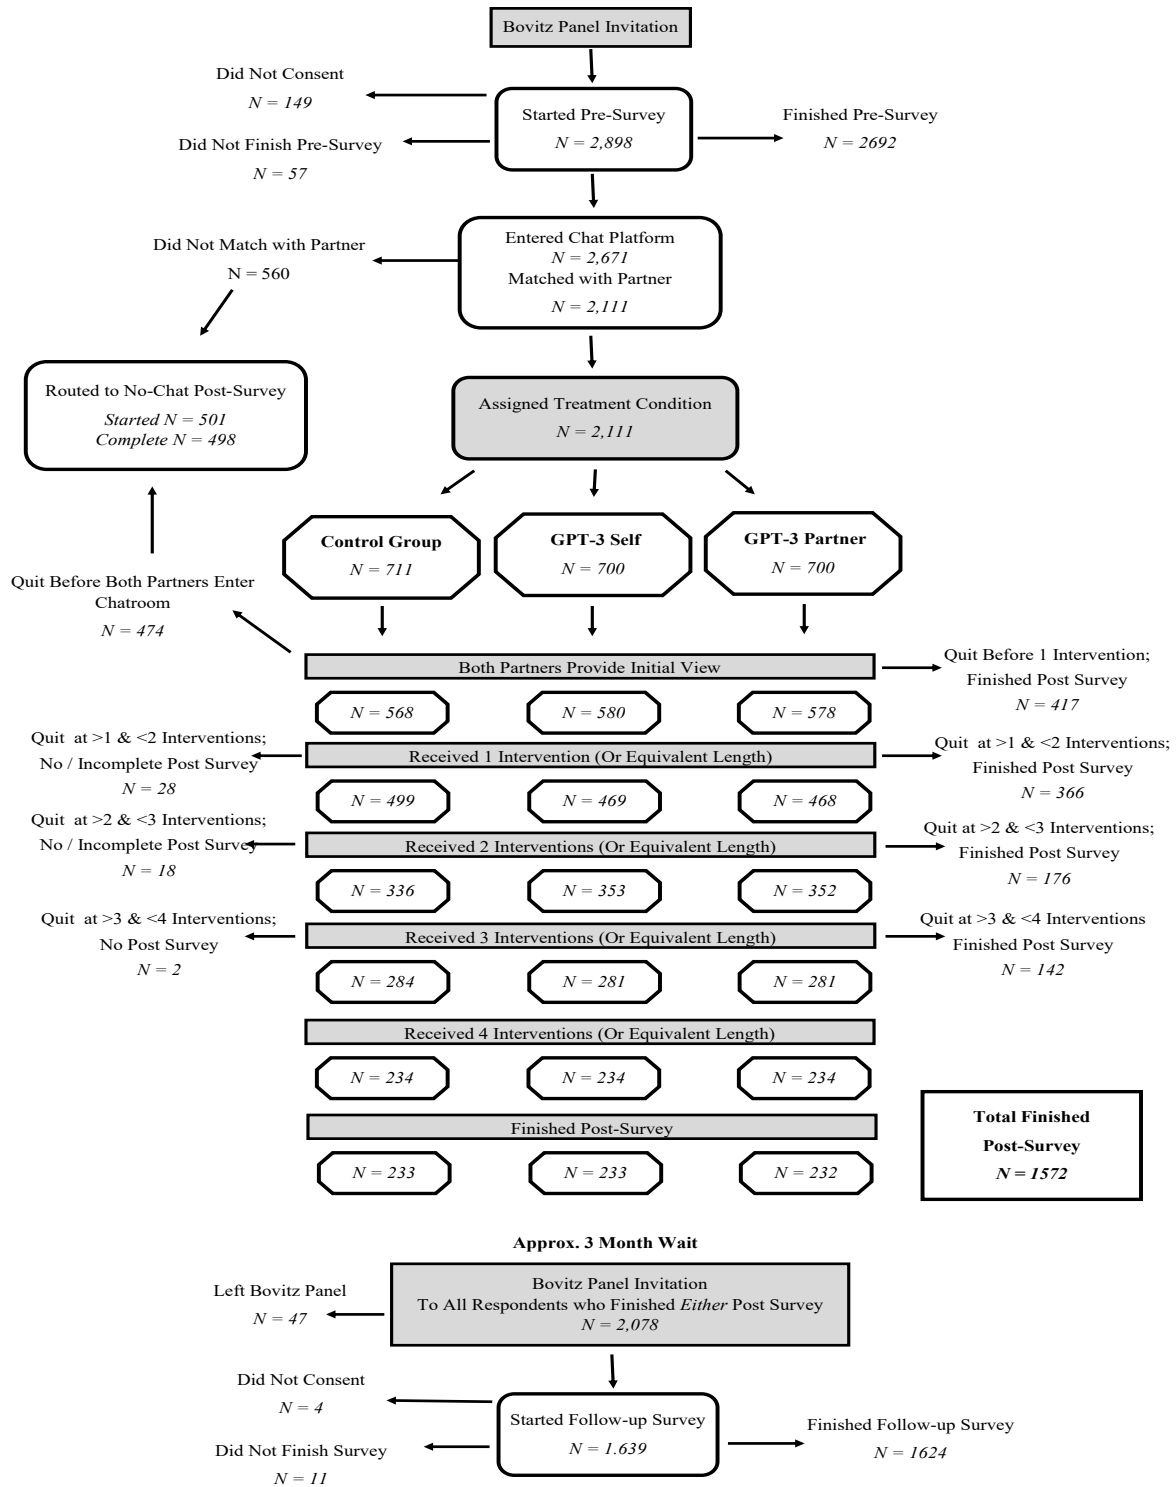 Bovitz Panel Invitation
Did Not Consent
N = 149
Started Pre-Survey
N = 2,898
Finished Pre-Survey
N = 2692
Did Not Finish Pre-Survey
N = 57
Entered Chat Platform
N = 2,671
Matched with Partner
N = 2,111
Did Not Match with Partner
N = 560
Routed to No-Chat Post-Survey
Started N = 501
Complete N = 498
Assigned Treatment Condition
N = 2,111
Control Group
N = 711
GPT-3 Self
N = 700
GPT-3 Partner
N = 700
Quit Before Both Partners Enter
Chatroom
N = 474
Both Partners Provide Initial View
Quit Before 1 Intervention;
Finished Post Survey
N = 417
N = 568
N = 580
N = 578
Quit at >1 & <2 Interventions;
No / Incomplete Post Survey
N = 28
Received 1 Intervention (Or Equivalent Length)
Quit at >1 & <2 Interventions;
Finished Post Survey
N = 366
N = 499
N = 469
N = 468
Quit at >2 & <3 Interventions;
No / Incomplete Post Survey
N = 18
Received 2 Interventions (Or Equivalent Length)
Quit at >2 & <3 Interventions;
Finished Post Survey
N = 176
N = 336
N = 353
N = 352
Quit at >3 & <4 Interventions;
No Post Survey
N = 2
Received 3 Interventions (Or Equivalent Length)
Quit at >3 & <4 Interventions
Finished Post Survey
N = 142
N = 284
N = 281
N = 281
Received 4 Interventions (Or Equivalent Length)
N = 234
N = 234
N = 234
Finished Post-Survey
N = 233
N = 233
N = 232
Total Finished
Post-Survey
N = 1572
Approx. 3 Month Wait
Bovitz Panel Invitation
To All Respondents who Finished Either Post Survey
N = 2,078
Left Bovitz Panel
N = 47
Did Not Consent
N = 4
Started Follow-up Survey
N = 1.639
Finished Follow-up Survey
N = 1624
Did Not Finish Survey
N = 11